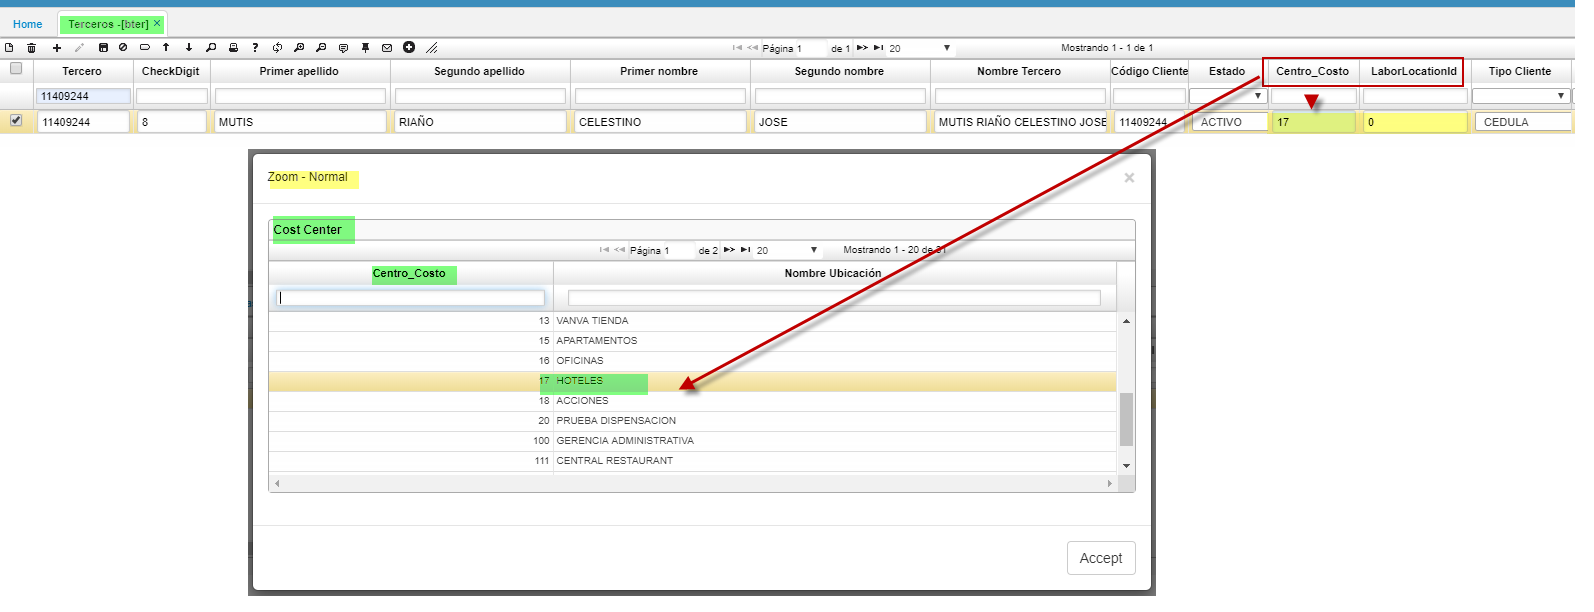 Home Terceros -[bter] ×
Página 1 de 1 20 Mostrando 1 - 1 de 1
Tercero CheckDigit Primer apellido Segundo apellido Primer nombre Segundo nombre Nombre Tercero Código Cliente Estado Centro_Costo LaborLocationId Tipo Cliente
11409244
11409244 8 MUTIS RIAÑO CELESTINO JOSE MUTIS RIAÑO CELESTINO JOSE 11409244 ACTIVO 17 0 CEDULA
Zoom - Normal ×
Cost Center
Página 1 de 2 20 Mostrando 1 - 20 de 31
Centro_Costo Nombre Ubicación
13 VANVA TIENDA
15 APARTAMENTOS
16 OFICINAS
17 HOTELES
18 ACCIONES
20 PRUEBA DISPENSACION
100 GERENCIA ADMINISTRATIVA
111 CENTRAL RESTAURANT
Accept